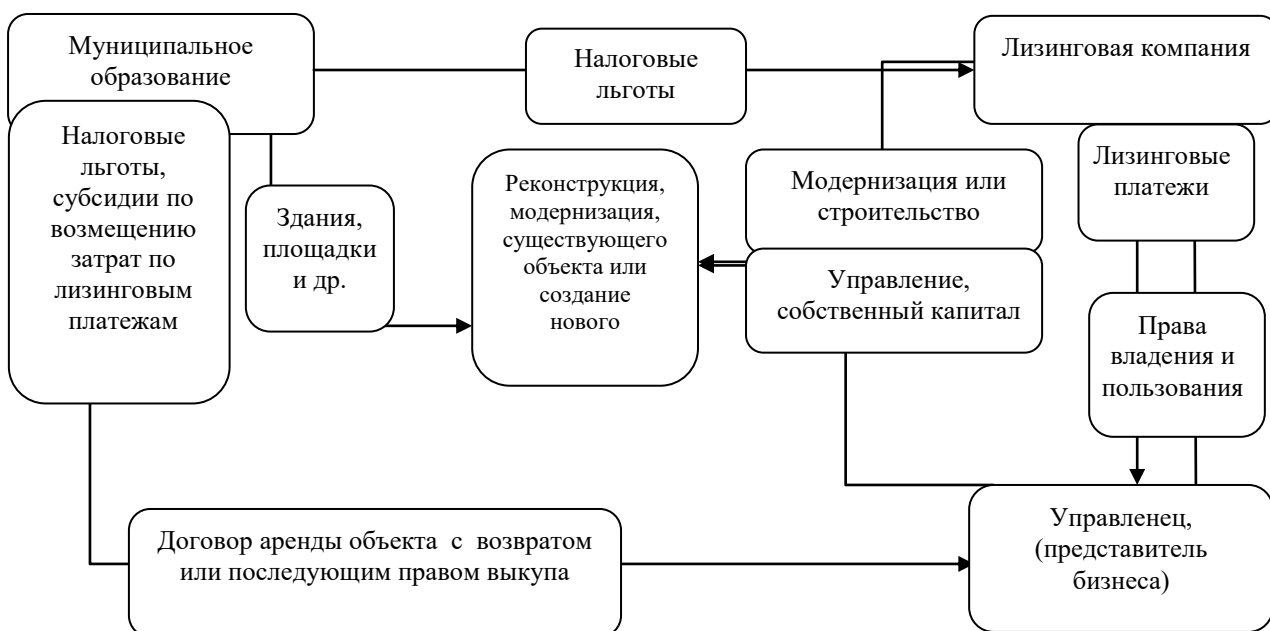 Муниципальное
образование
Налоговые
льготы
Лизинговая компания
Налоговые
льготы,
субсидии по
возмещению
затрат по
лизинговым
платежам
Здания,
площадки
и др.
Реконструкция,
модернизация,
существующего
объекта или
создание
нового
Модернизация или
строительство
Управление,
собственный капитал
Лизинговые
платежи
Права
владения и
пользования
Договор аренды объекта с возвратом
или последующим правом выкупа
Управленец,
(представитель
бизнеса)